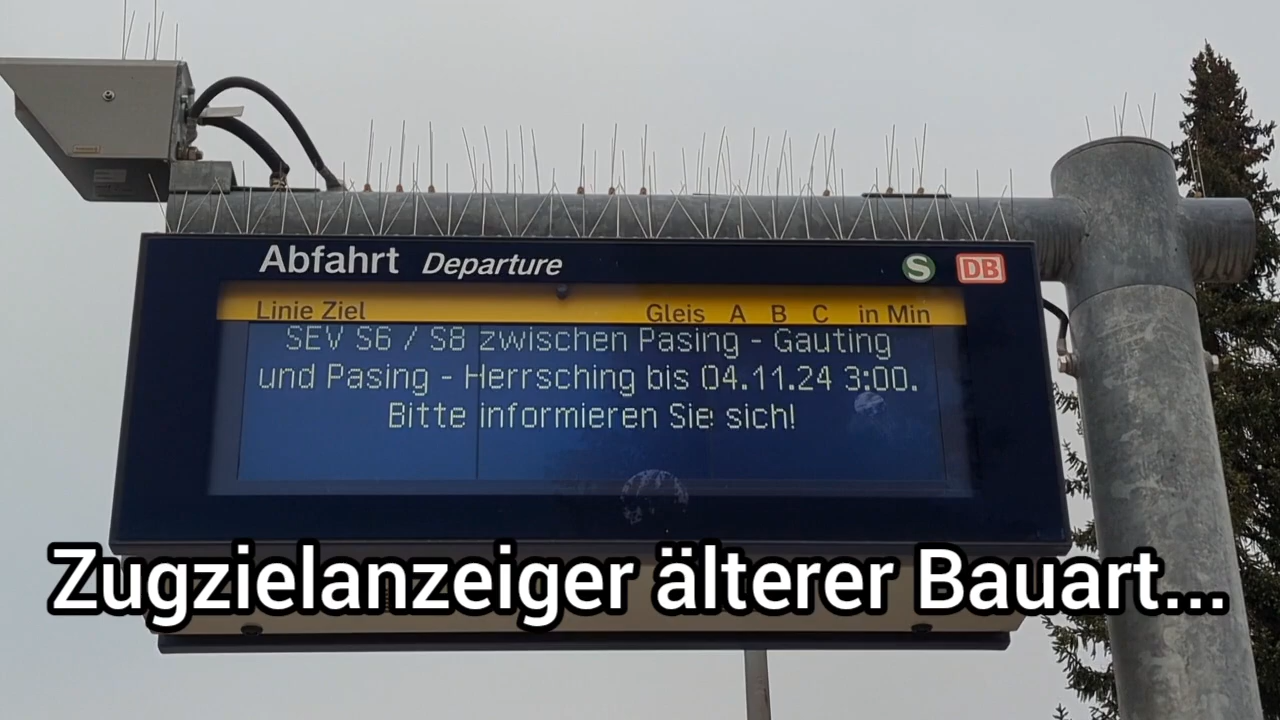 Abfahrt Departure S DB
Linie Ziel Gleis A B C in Min
SEV S6 / S8 zwischen Pasing - Gauting
und Pasing - Herrsching bis 04.11.24 3:00.
Bitte informieren Sie sich!
Zugzielanzeiger älterer Bauart...